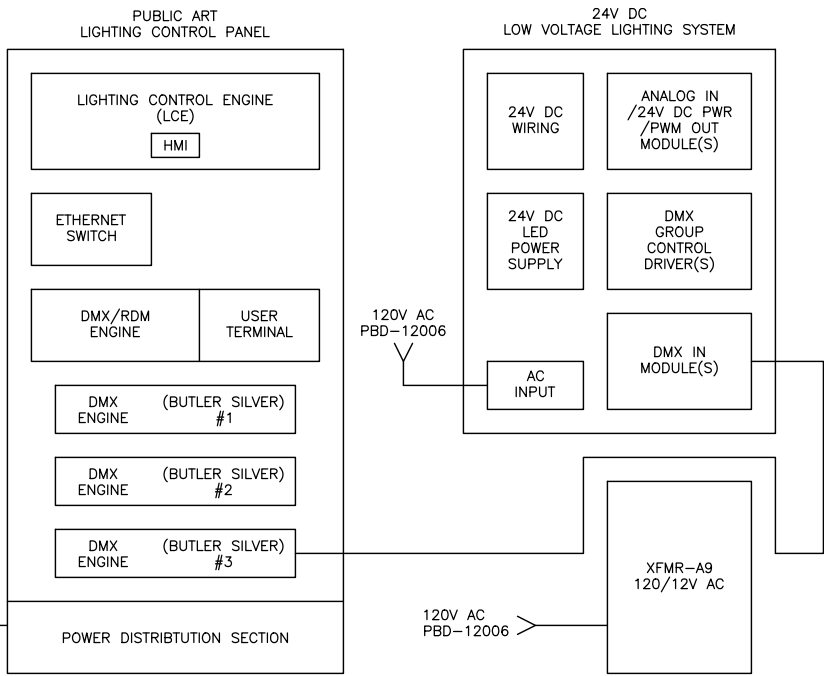 PUBLIC ART
LIGHTING CONTROL PANEL
LIGHTING CONTROL ENGINE
(LCE)
HMI
ETHERNET
SWITCH
DMX/RDM
ENGINE
USER
TERMINAL
DMX
ENGINE
(BUTLER SILVER)
#1
DMX
ENGINE
(BUTLER SILVER)
#2
DMX
ENGINE
(BUTLER SILVER)
#3
POWER DISTRIBTUTION SECTION
24V DC
LOW VOLTAGE LIGHTING SYSTEM
24V DC
WIRING
ANALOG IN
/24V DC PWR
/PWM OUT
MODULE(S)
24V DC
LED
POWER
SUPPLY
DMX
GROUP
CONTROL
DRIVER(S)
120V AC
PBD-12006
AC
INPUT
DMX IN
MODULE(S)
XFMR-A9
120/12V AC
120V AC
PBD-12006